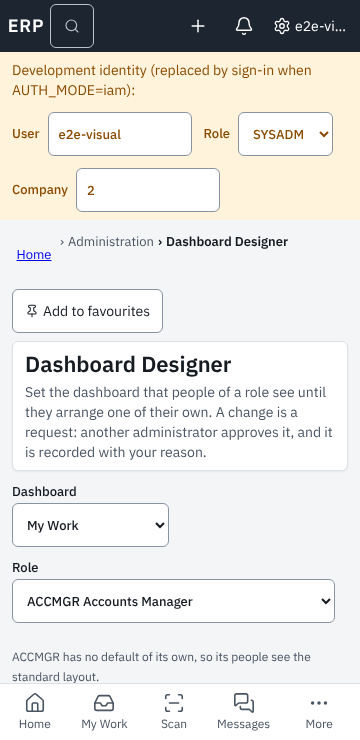 ERP
e2e-vi...
Development identity (replaced by sign-in when
AUTH_MODE=iam):
User e2e-visual Role SYSADM
Company 2
› Administration › Dashboard Designer
Home
Add to favourites
Dashboard Designer
Set the dashboard that people of a role see until
they arrange one of their own. A change is a
request: another administrator approves it, and it
is recorded with your reason.
Dashboard
My Work
Role
ACCMGR Accounts Manager
ACCMGR has no default of its own, so its people see the
standard layout.
Home My Work Scan Messages More